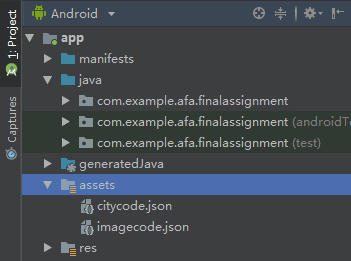 Android
1: Project
Captures
app
manifests
java
com.example.afa.finalassignment
com.example.afa.finalassignment (androidTe
com.example.afa.finalassignment (test)
generatedJava
assets
citycode.json
imagecode.json
res